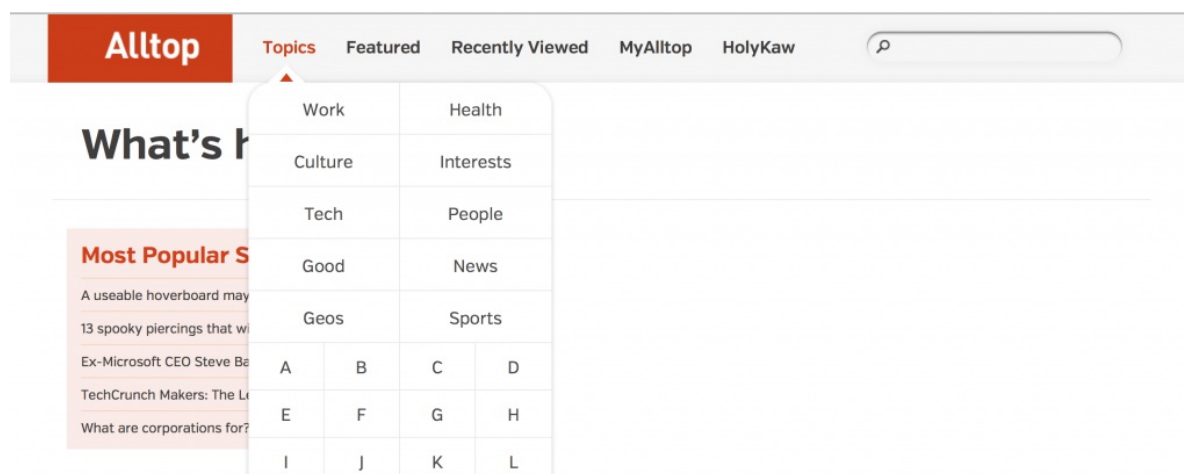 Alltop Topics Featured Recently Viewed MyAlltop HolyKaw
What's h
Work Health
Culture Interests
Tech People
Good News
Geos Sports
A B C D
E F G H
I J K L
Most Popular S
A useable hoverboard may
13 spooky piercings that wi
Ex-Microsoft CEO Steve Ba
TechCrunch Makers: The Le
What are corporations for?